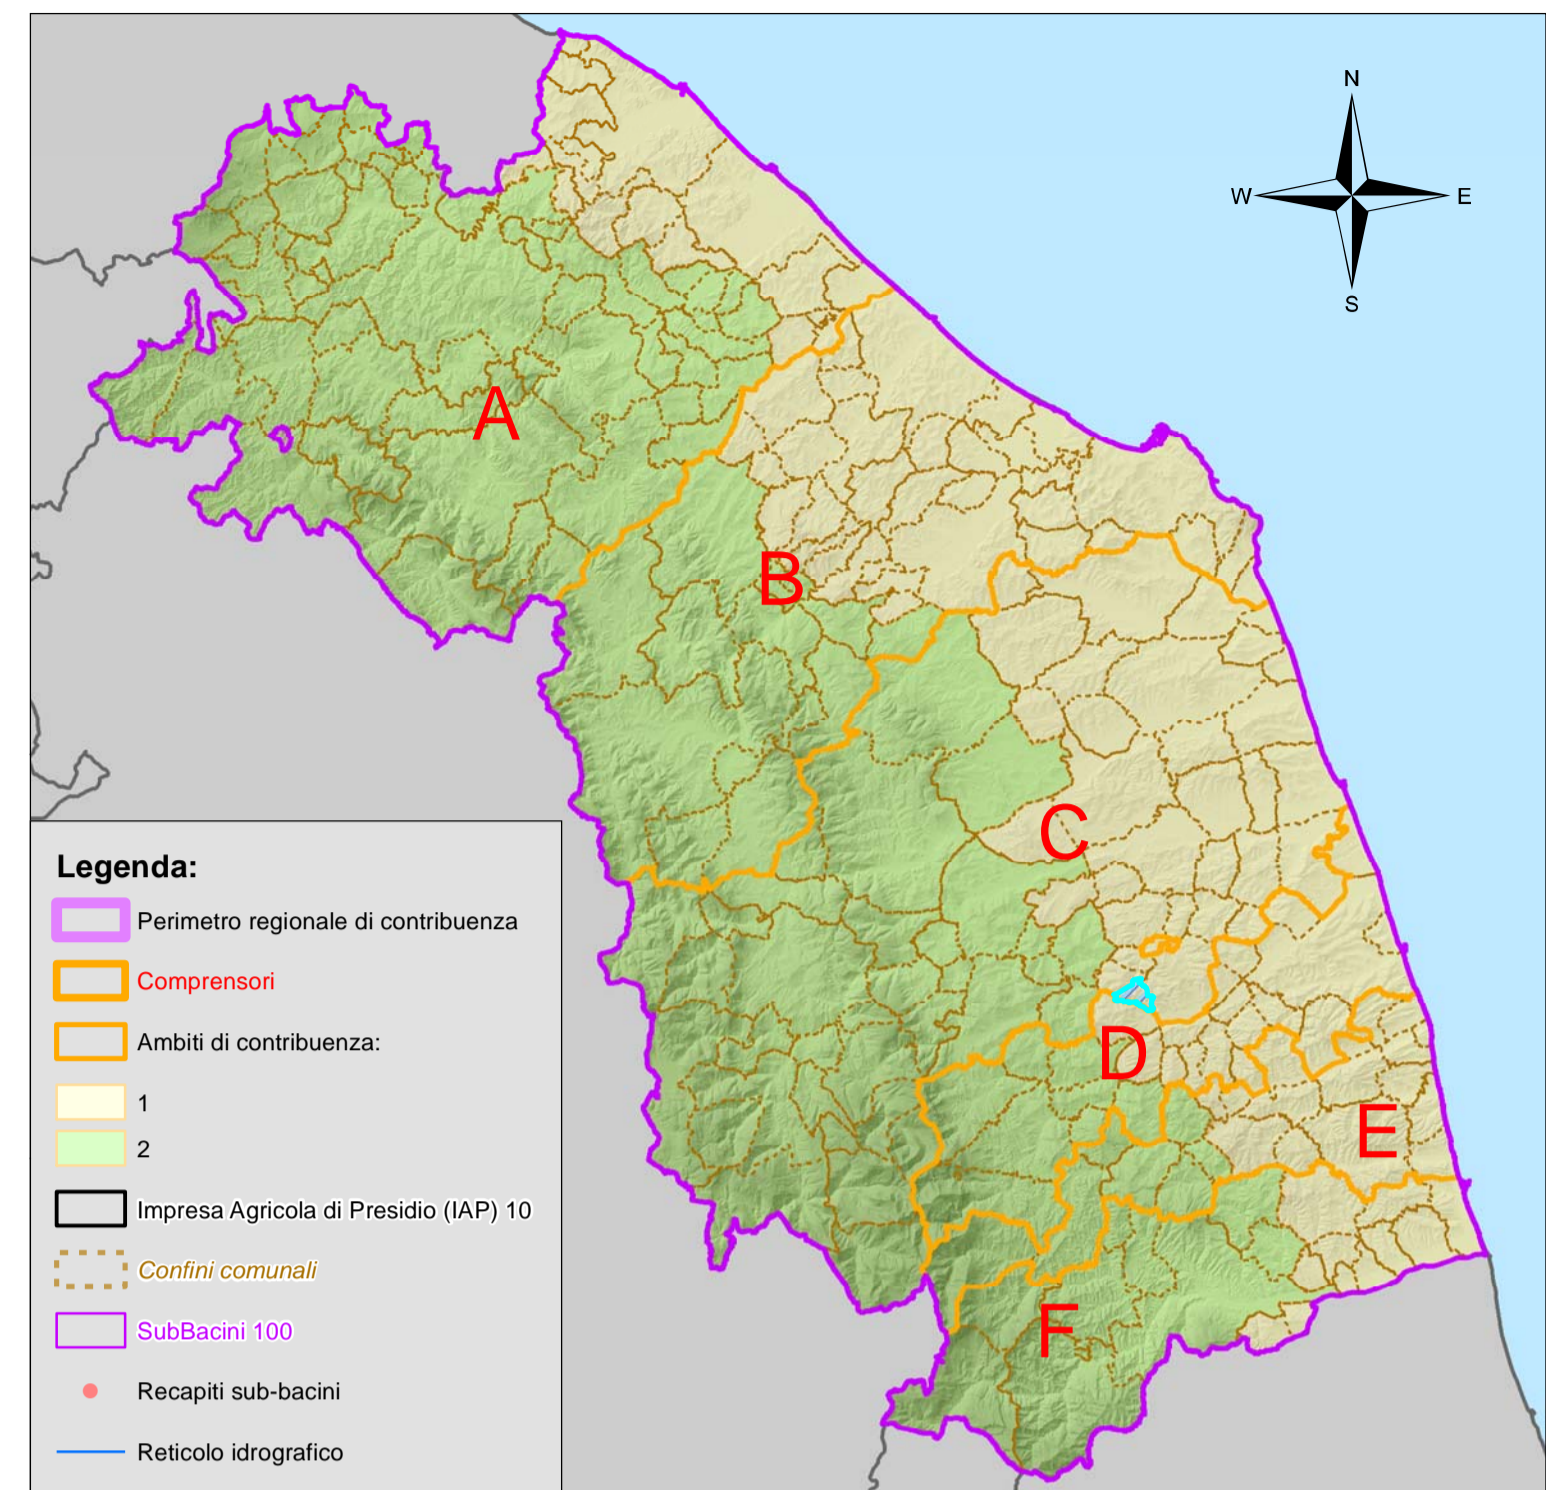 N
W
E
S
A
B
C
D
E
F
Legenda:
Perimetro regionale di contribuenza
Comprensori
Ambiti di contribuenza:
1
2
Impresa Agricola di Presidio (IAP) 10
Confini comunali
SubBacini 100
Recapiti sub-bacini
Reticolo idrografico